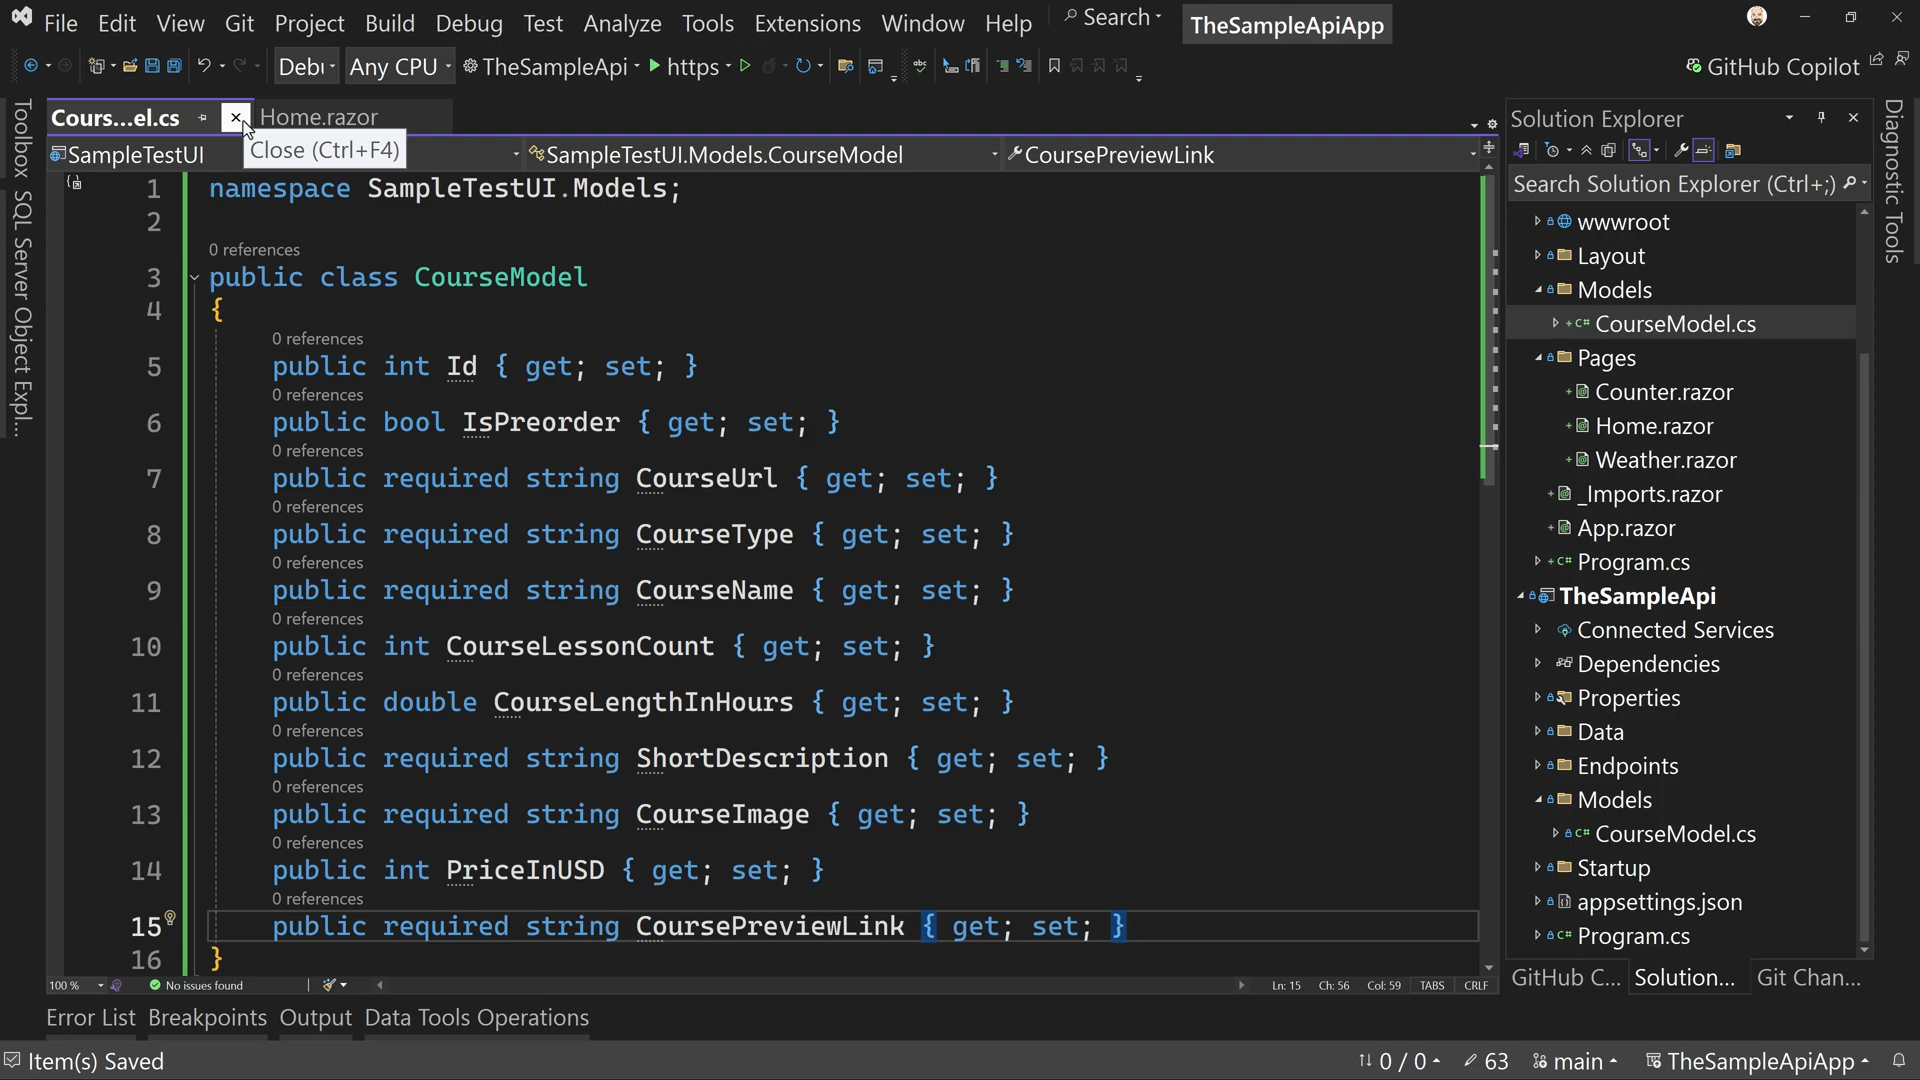 File Edit View Git Project Build Debug Test Analyze Tools Extensions Window Help Search TheSampleApiApp
Debu Any CPU TheSampleApi https GitHub Copilot
Cours...el.cs Home.razor
Close (Ctrl+F4)
SampleTestUI SampleTestUI.Models.CourseModel CoursePreviewLink
1 namespace SampleTestUI.Models;
2
0 references
3 public class CourseModel
4 {
0 references
5 public int Id { get; set; }
0 references
6 public bool IsPreorder { get; set; }
0 references
7 public required string CourseUrl { get; set; }
0 references
8 public required string CourseType { get; set; }
0 references
9 public required string CourseName { get; set; }
0 references
10 public int CourseLessonCount { get; set; }
0 references
11 public double CourseLengthInHours { get; set; }
0 references
12 public required string ShortDescription { get; set; }
0 references
13 public required string CourseImage { get; set; }
0 references
14 public int PriceInUSD { get; set; }
0 references
15 public required string CoursePreviewLink { get; set; }
16 }
100 % No issues found Ln: 15 Ch: 56 Col: 59 TABS CRLF
Toolbox
SQL Server Object Expl...
Solution Explorer
Search Solution Explorer (Ctrl+;)
wwwroot
Layout
Models
CourseModel.cs
Pages
Counter.razor
Home.razor
Weather.razor
_Imports.razor
App.razor
Program.cs
TheSampleApi
Connected Services
Dependencies
Properties
Data
Endpoints
Models
CourseModel.cs
Startup
appsettings.json
Program.cs
GitHub C... Solution... Git Chan...
Diagnostic Tools
Error List Breakpoints Output Data Tools Operations
Item(s) Saved 0 / 0 63 main TheSampleApiApp